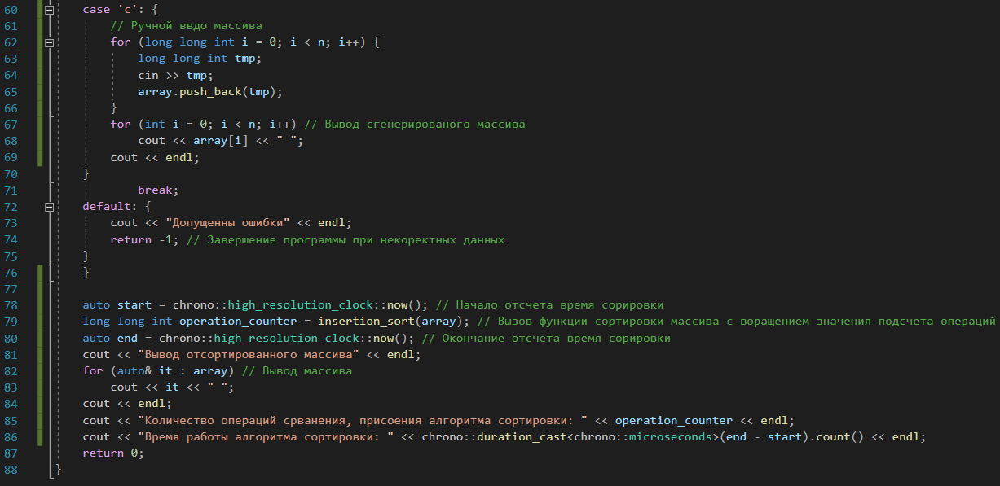 60 case 'c': {
61 // Ручной ввдо массива
62 for (long long int i = 0; i < n; i++) {
63 long long int tmp;
64 cin >> tmp;
65 array.push_back(tmp);
66 }
67 for (int i = 0; i < n; i++) // Вывод сгенерированого массива
68 cout << array[i] << " ";
69 cout << endl;
70 }
71 break;
72 default: {
73 cout << "Допущенны ошибки" << endl;
74 return -1; // Завершение программы при некоректных данных
75 }
76 }
77
78 auto start = chrono::high_resolution_clock::now(); // Начало отсчета время сорировки
79 long long int operation_counter = insertion_sort(array); // Вызов функции сортировки массива с воращением значения подсчета операций
80 auto end = chrono::high_resolution_clock::now(); // Окончание отсчета время сорировки
81 cout << "Вывод отсортированного массива" << endl;
82 for (auto& it : array) // Вывод массива
83 cout << it << " ";
84 cout << endl;
85 cout << "Количество операций срванения, присоения алгоритма сортировки: " << operation_counter << endl;
86 cout << "Время работы алгоритма сортировки: " << chrono::duration_cast<chrono::microseconds>(end - start).count() << endl;
87 return 0;
88 }